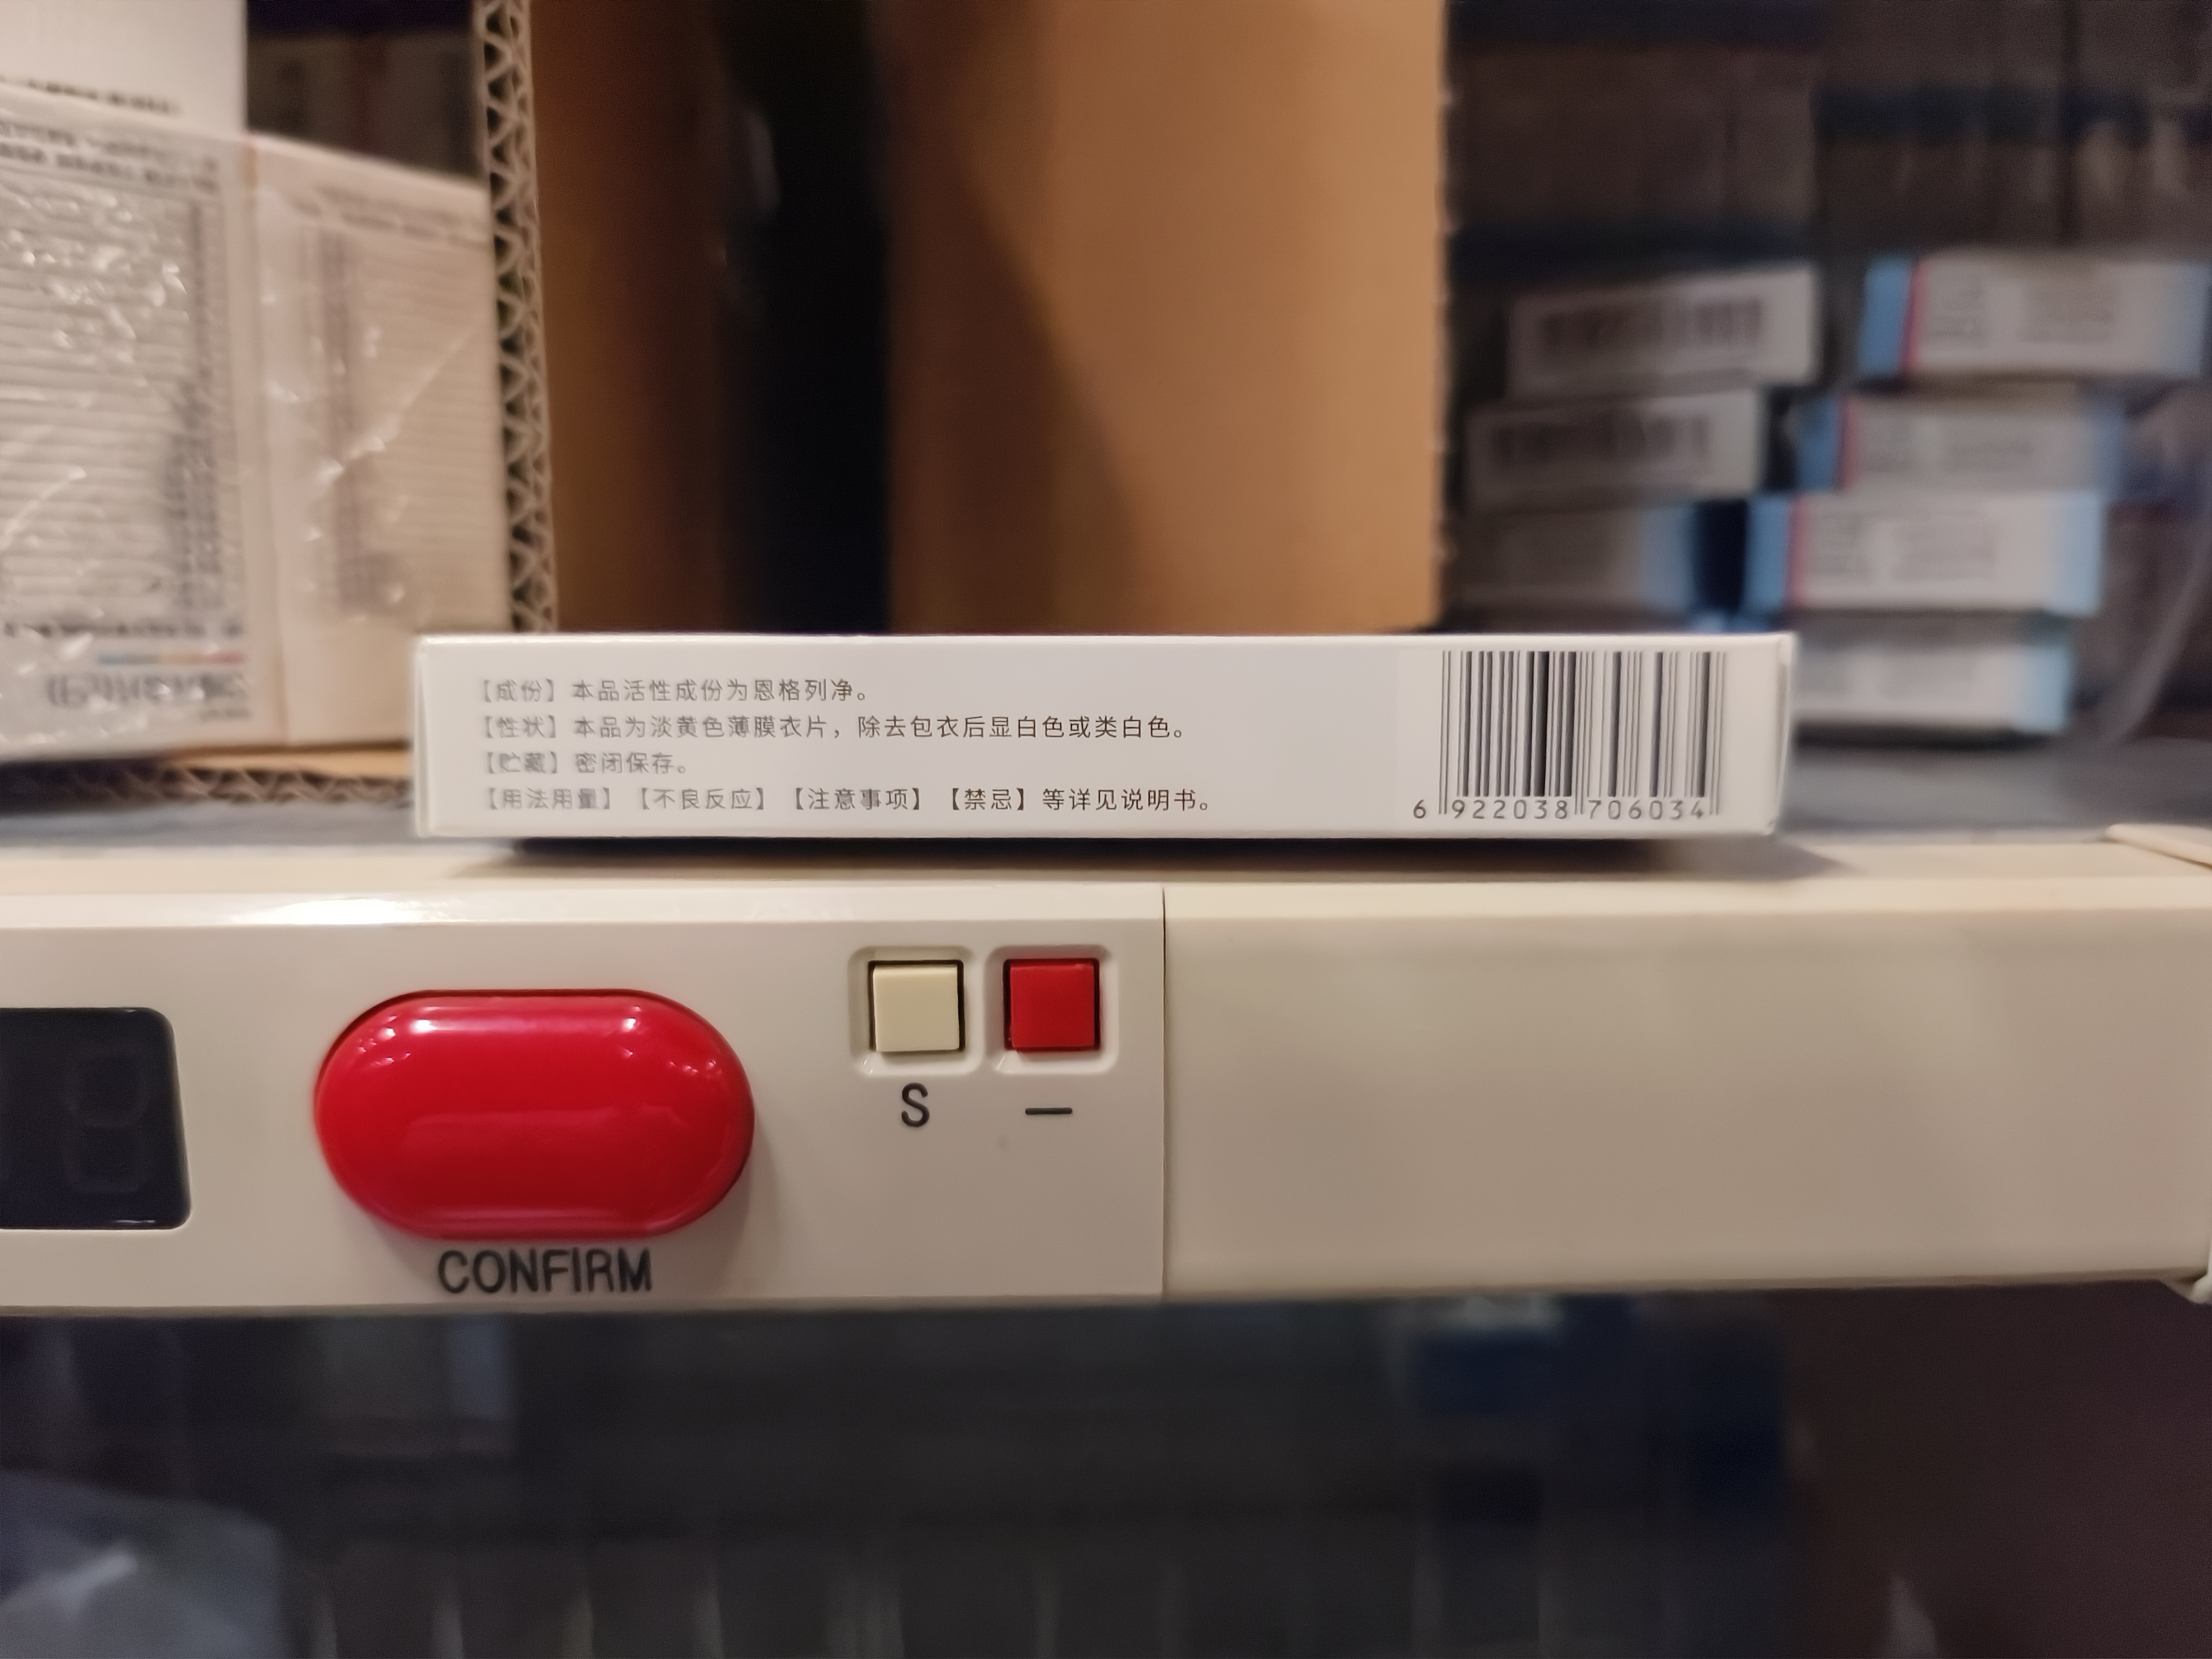 【成份】本品活性成份为恩格列净。
【性状】本品为淡黄色薄膜衣片，除去包衣后显白色或类白色。
【贮藏】密闭保存。
【用法用量】【不良反应】【注意事项】【禁忌】等详见说明书。
6 922038 706034
S
—
CONFIRM